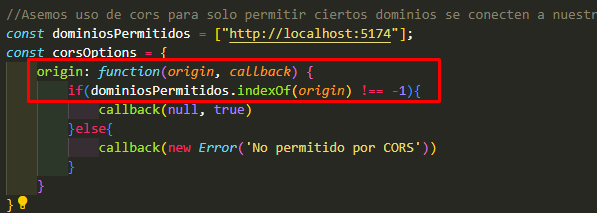 //Asemos uso de cors para solo permitir ciertos dominios se conecten a nuestr
const dominiosPermitidos = ["http://localhost:5174"];
const corsOptions = {
origin: function(origin, callback) {
if(dominiosPermitidos.indexOf(origin) !== -1){
callback(null, true)
}else{
callback(new Error('No permitido por CORS'))
}
}
}